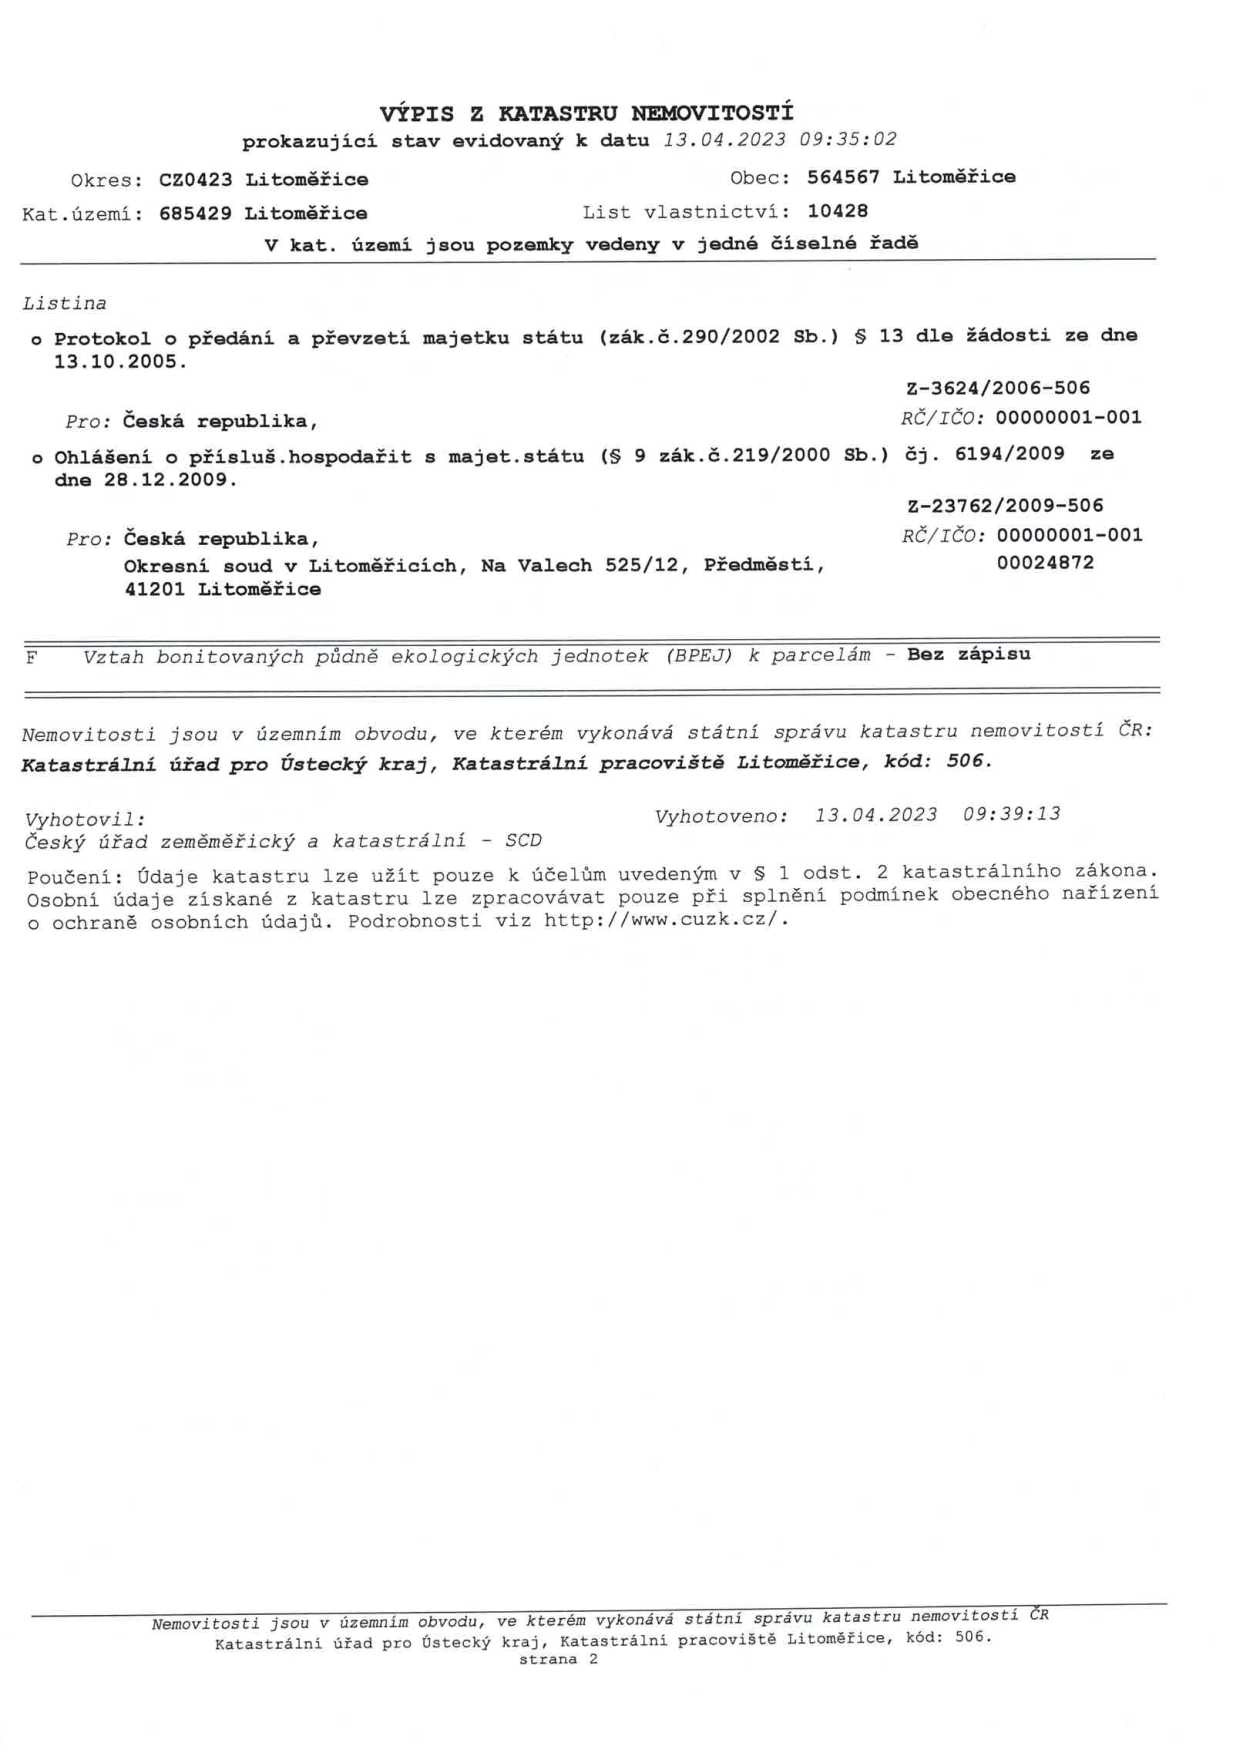 VÝPIS Z KATASTRU NEMOVITOSTÍ
prokazující stav evidovaný k datu 13.04.2023 09:35:02
Okres: CZ0423 Litoměřice Obec: 564567 Litoměřice
Kat.území: 685429 Litoměřice List vlastnictví: 10428
V kat. území jsou pozemky vedeny v jedné číselné řadě
Listina
o Protokol o předání a převzetí majetku státu (zák.č.290/2002 Sb.) § 13 dle žádosti ze dne
13.10.2005.
Z-3624/2006-506
Pro: Česká republika, RČ/IČO: 00000001-001
o Ohlášení o přísluš.hospodařit s majet.státu (§ 9 zák.č.219/2000 Sb.) čj. 6194/2009 ze
dne 28.12.2009.
Z-23762/2009-506
Pro: Česká republika, RČ/IČO: 00000001-001
Okresní soud v Litoměřicích, Na Valech 525/12, Předměstí, 00024872
41201 Litoměřice
F Vztah bonitovaných půdně ekologických jednotek (BPEJ) k parcelám - Bez zápisu
Nemovitosti jsou v územním obvodu, ve kterém vykonává státní správu katastru nemovitostí ČR:
Katastrální úřad pro Ústecký kraj, Katastrální pracoviště Litoměřice, kód: 506.
Vyhotovil: Vyhotoveno: 13.04.2023 09:39:13
Český úřad zeměměřický a katastrální - SCD
Poučení: Údaje katastru lze užít pouze k účelům uvedeným v § 1 odst. 2 katastrálního zákona.
Osobní údaje získané z katastru lze zpracovávat pouze při splnění podmínek obecného nařízení
o ochraně osobních údajů. Podrobnosti viz http://www.cuzk.cz/.
Nemovitosti jsou v územním obvodu, ve kterém vykonává státní správu katastru nemovitostí ČR
Katastrální úřad pro Ústecký kraj, Katastrální pracoviště Litoměřice, kód: 506.
strana 2